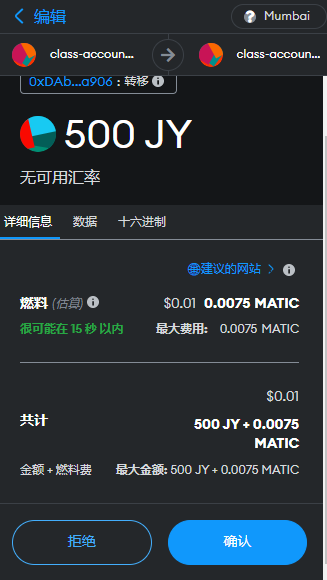 编辑
Mumbai
class-accoun...
class-accoun...
0xDAb...a906 : 转移
500 JY
无可用汇率
详细信息 数据 十六进制
建议的网站
燃料 (估算) $0.01 0.0075 MATIC
很可能在 15 秒 以内 最大费用: 0.0075 MATIC
$0.01
共计 500 JY + 0.0075
MATIC
金额 + 燃料费 最大金额: 500 JY + 0.0075 MATIC
拒绝 确认